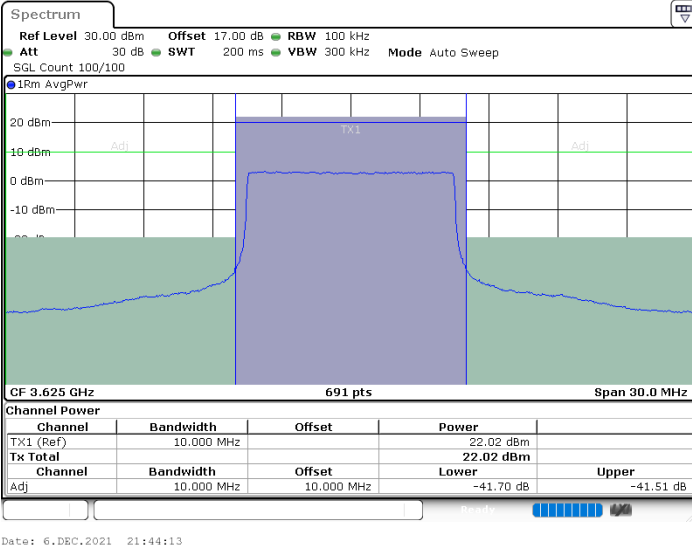 Spectrum
Ref Level 30.00 dBm Offset 17.00 dB RBW 100 kHz
Att 30 dB SWT 200 ms VBW 300 kHz Mode Auto Sweep
SGL Count 100/100
1Rm AvgPwr
20 dBm
TX1
Adj Adj
10 dBm
0 dBm
-10 dBm
CF 3.625 GHz 691 pts Span 30.0 MHz
Channel Power
Channel Bandwidth Offset Power
TX1 (Ref) 10.000 MHz 22.02 dBm
Tx Total 22.02 dBm
Channel Bandwidth Offset Lower Upper
Adj 10.000 MHz 10.000 MHz -41.70 dB -41.51 dB
Ready
Date: 6.DEC.2021 21:44:13